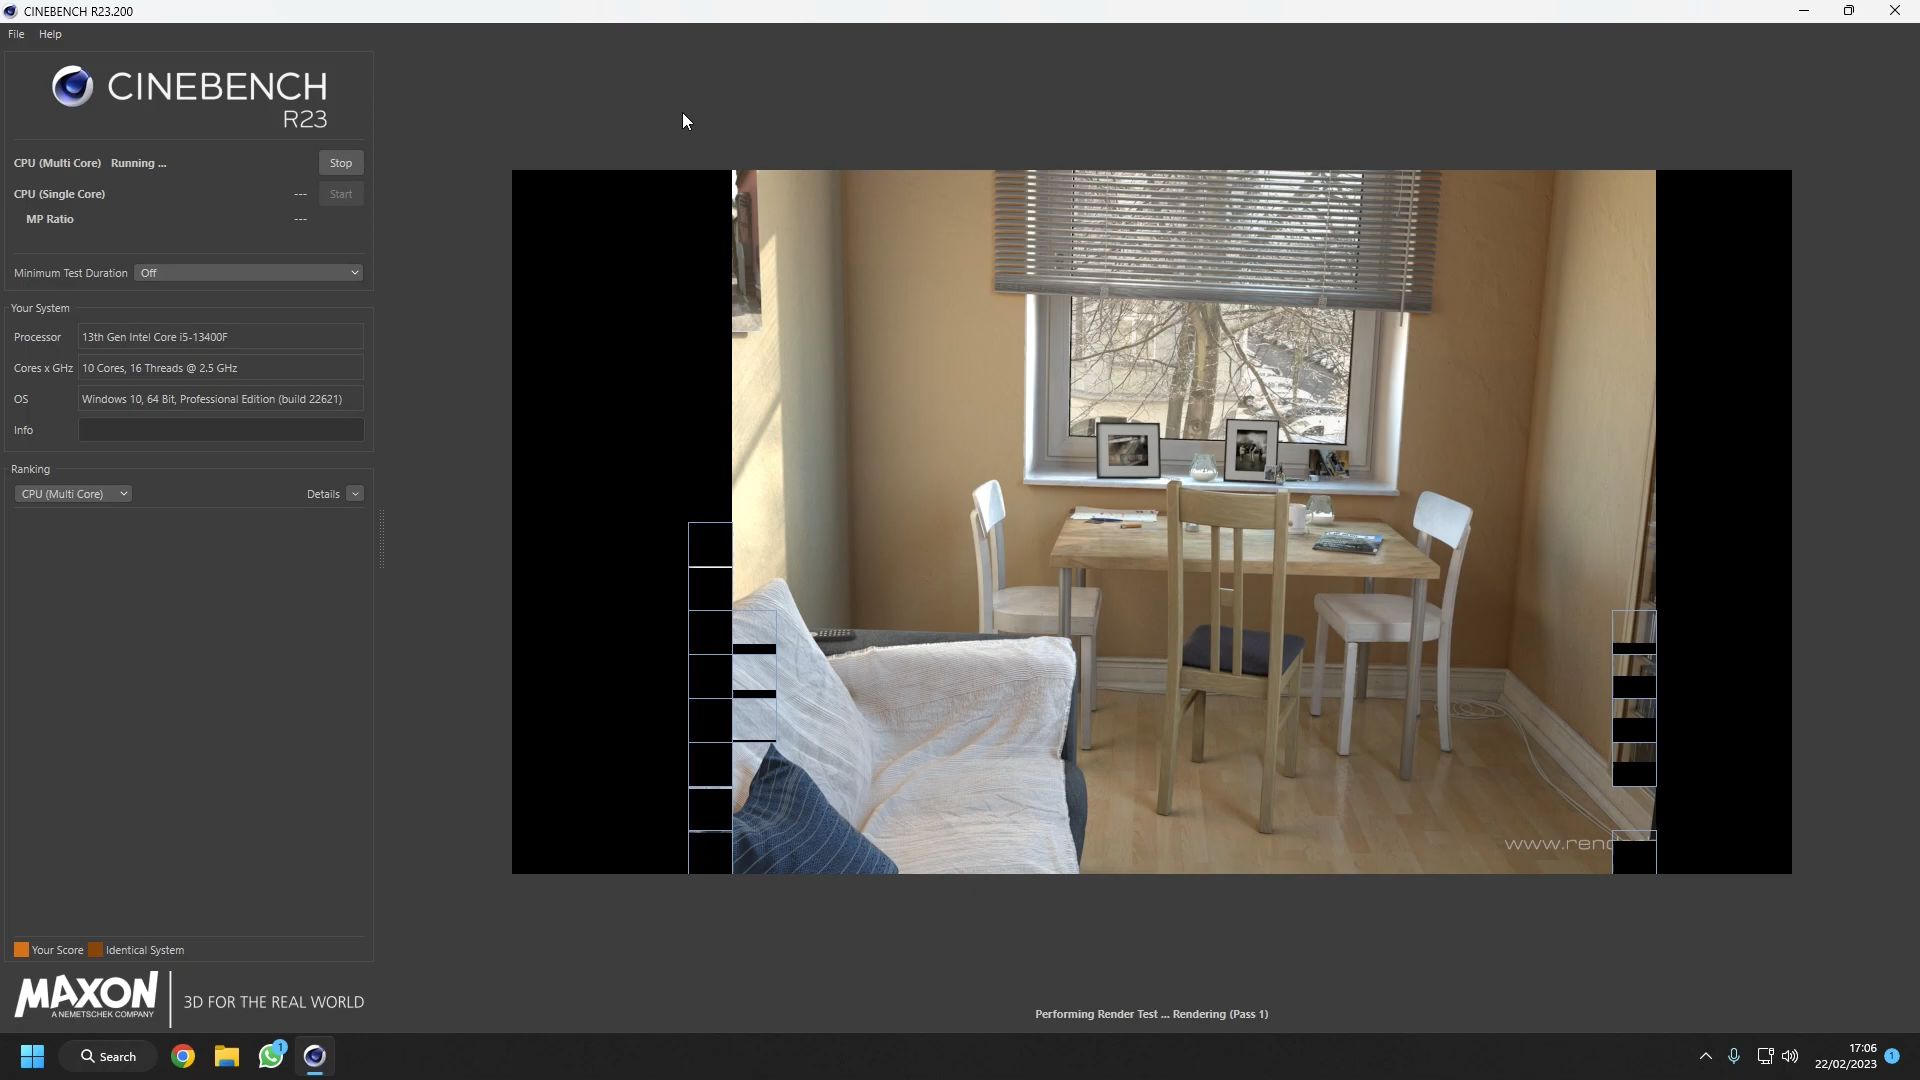 CINEBENCH R23.200
File Help
CINEBENCH
R23
CPU (Multi Core) Running ... Stop
CPU (Single Core) --- Start
MP Ratio ---
Minimum Test Duration Off
Your System
Processor 13th Gen Intel Core i5-13400F
Cores x GHz 10 Cores, 16 Threads @ 2.5 GHz
OS Windows 10, 64 Bit, Professional Edition (build 22621)
Info
Ranking
CPU (Multi Core) Details
www.rend
Your Score Identical System
MAXON
A NEMETSCHEK COMPANY
3D FOR THE REAL WORLD
Performing Render Test ... Rendering (Pass 1)
Search
1
17:06
22/02/2023
1